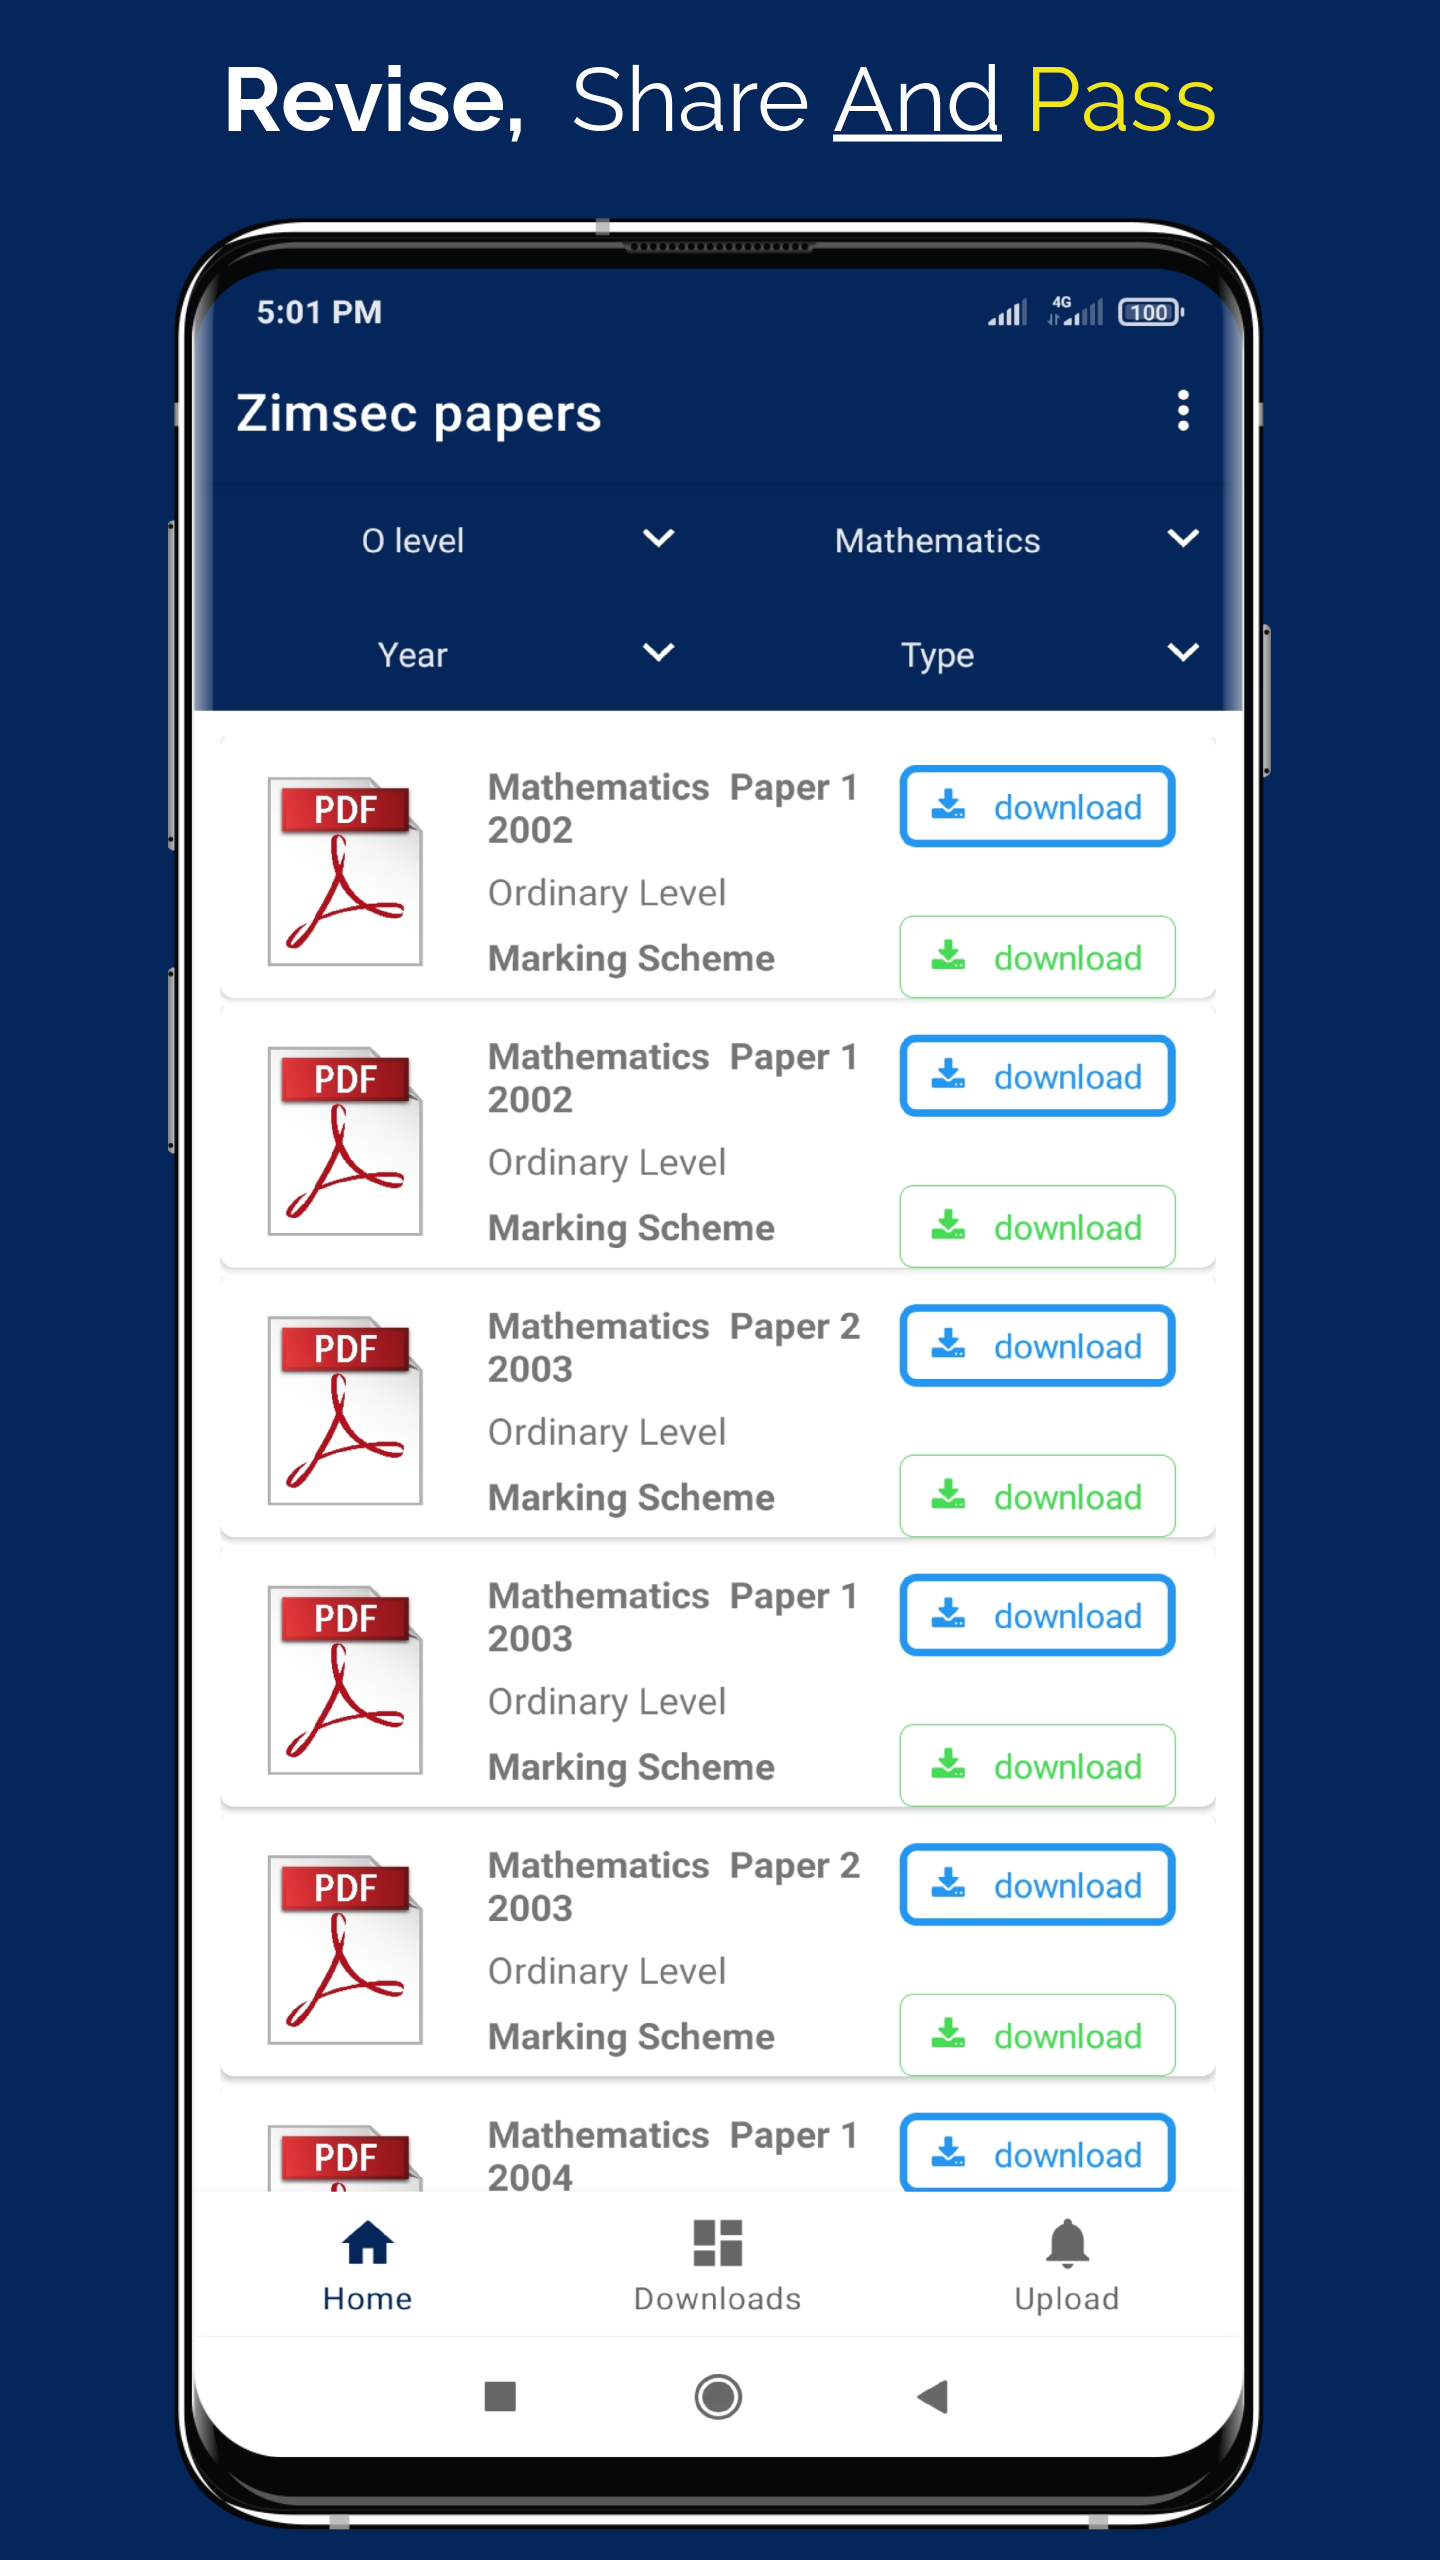 Revise, Share And Pass
5:01 PM 4G 100
Zimsec papers
O level Mathematics
Year Type
PDF
Mathematics Paper 1
2002
download
Ordinary Level
Marking Scheme
download
PDF
Mathematics Paper 1
2002
download
Ordinary Level
Marking Scheme
download
PDF
Mathematics Paper 2
2003
download
Ordinary Level
Marking Scheme
download
PDF
Mathematics Paper 1
2003
download
Ordinary Level
Marking Scheme
download
PDF
Mathematics Paper 2
2003
download
Ordinary Level
Marking Scheme
download
PDF
Mathematics Paper 1
2004
download
Home Downloads Upload